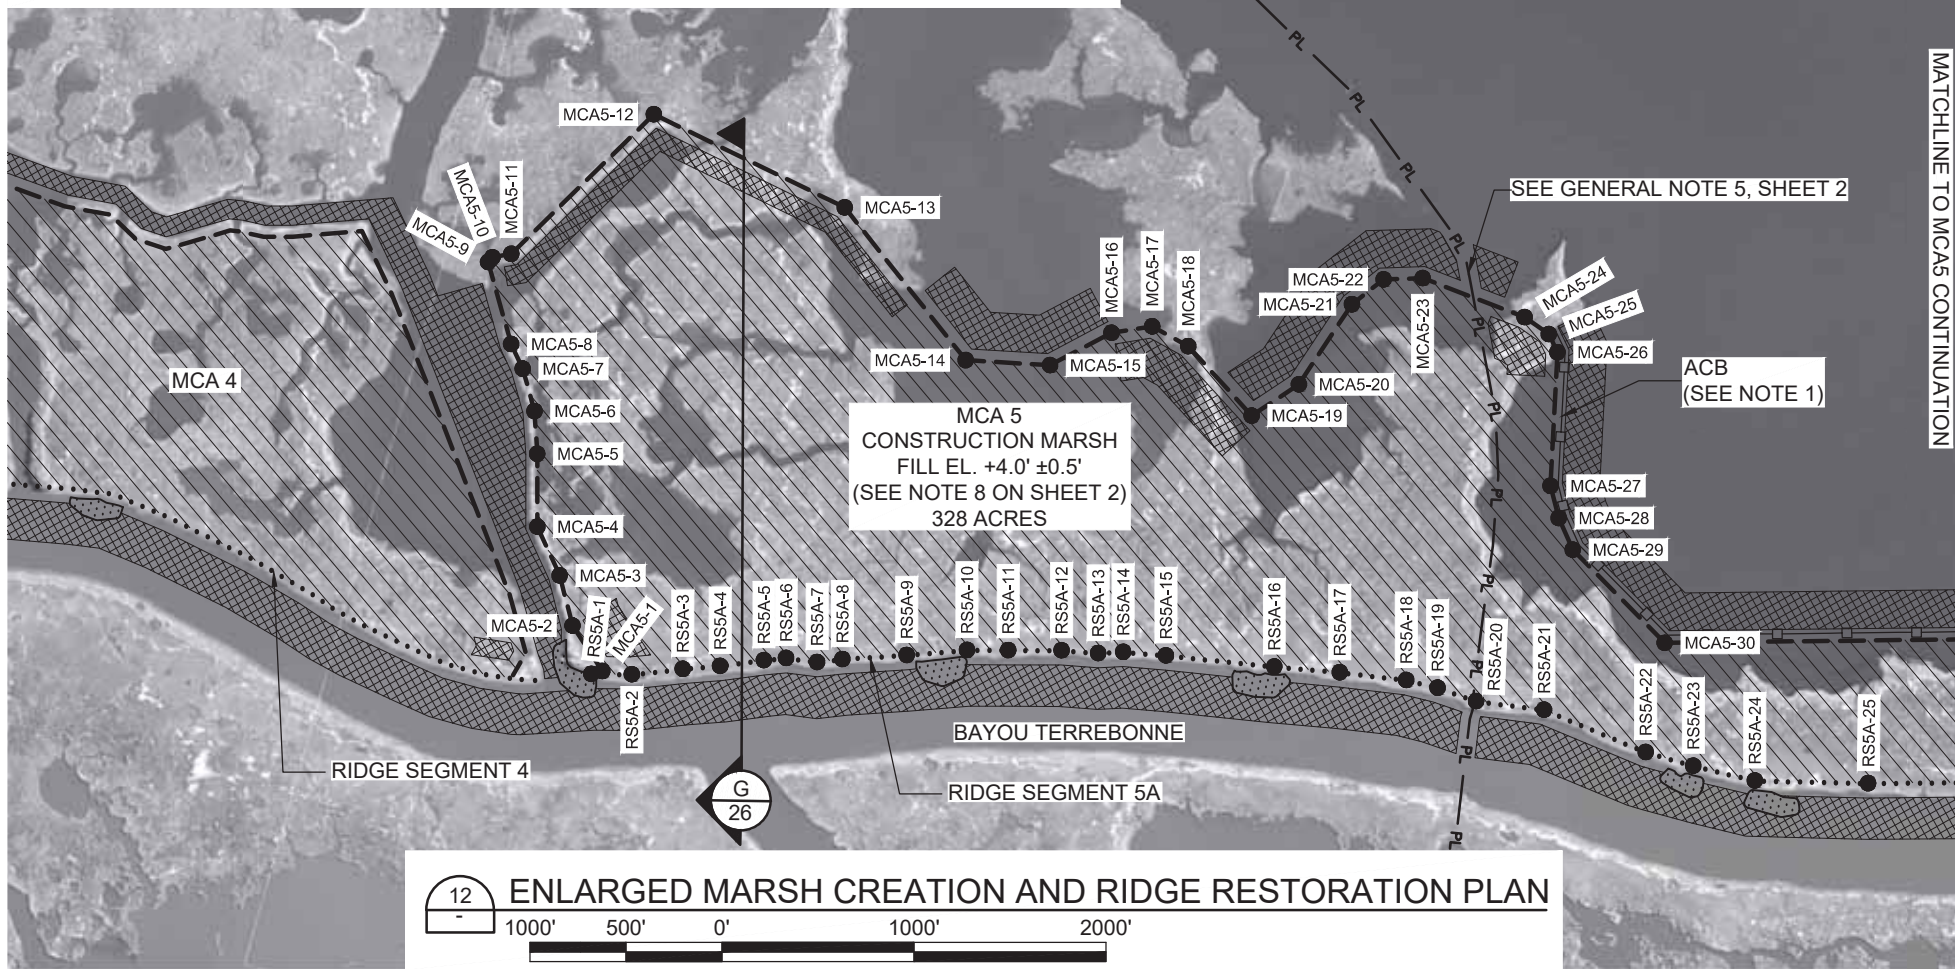 MATCHLINE TO MCA5 CONTINUATION
PL
PL
PL
PL
PL
PL
PL
PL
PL
PL
PL
SEE GENERAL NOTE 5, SHEET 2
MCA5-12
MCA5-11
MCA5-10
MCA5-9
MCA5-13
MCA5-16
MCA5-17
MCA5-18
MCA5-22
MCA5-21
MCA5-23
MCA5-24
MCA5-25
MCA5-26
MCA5-8
MCA5-7
MCA5-14
MCA5-15
MCA 4
MCA5-6
MCA5-20
MCA5-19
ACB
(SEE NOTE 1)
MCA 5
CONSTRUCTION MARSH
FILL EL. +4.0' ±0.5'
(SEE NOTE 8 ON SHEET 2)
328 ACRES
MCA5-5
MCA5-4
MCA5-27
MCA5-28
MCA5-29
MCA5-3
MCA5-2
MCA5-1
MCA5-30
RS5A-1
RS5A-2
RS5A-3
RS5A-4
RS5A-5
RS5A-6
RS5A-7
RS5A-8
RS5A-9
RS5A-10
RS5A-11
RS5A-12
RS5A-13
RS5A-14
RS5A-15
RS5A-16
RS5A-17
RS5A-18
RS5A-19
RS5A-20
RS5A-21
RS5A-22
RS5A-23
RS5A-24
RS5A-25
BAYOU TERREBONNE
RIDGE SEGMENT 4
RIDGE SEGMENT 5A
G
26
12
-
ENLARGED MARSH CREATION AND RIDGE RESTORATION PLAN
1000' 500' 0' 1000' 2000'